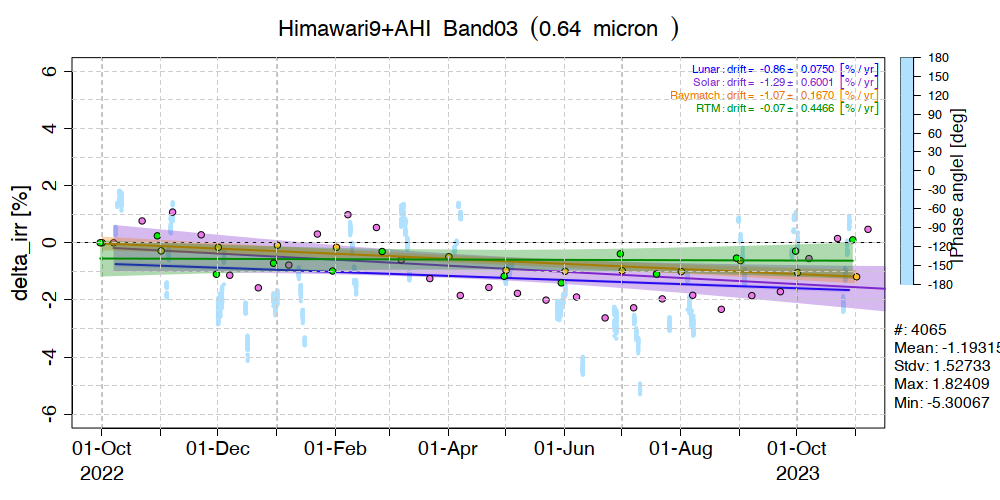 Himawari9+AHI Band03 (0.64 micron )
Lunar : drift= -0.86± 0.0750 [% / yr]
Solar : drift= -1.29± 0.6001 [% / yr]
Raymatch : drift= -1.07± 0.1670 [% / yr]
RTM : drift= -0.07± 0.4466 [% / yr]
delta_irr [%]
6
4
2
0
-2
-4
-6
01-Oct
2022
01-Dec
01-Feb
01-Apr
01-Jun
01-Aug
01-Oct
2023
180
150
120
90
60
30
0
-30
-60
-90
-120
-150
-180
|Phase anglel [deg]
#: 4065
Mean: -1.19315
Stdv: 1.52733
Max: 1.82409
Min: -5.30067